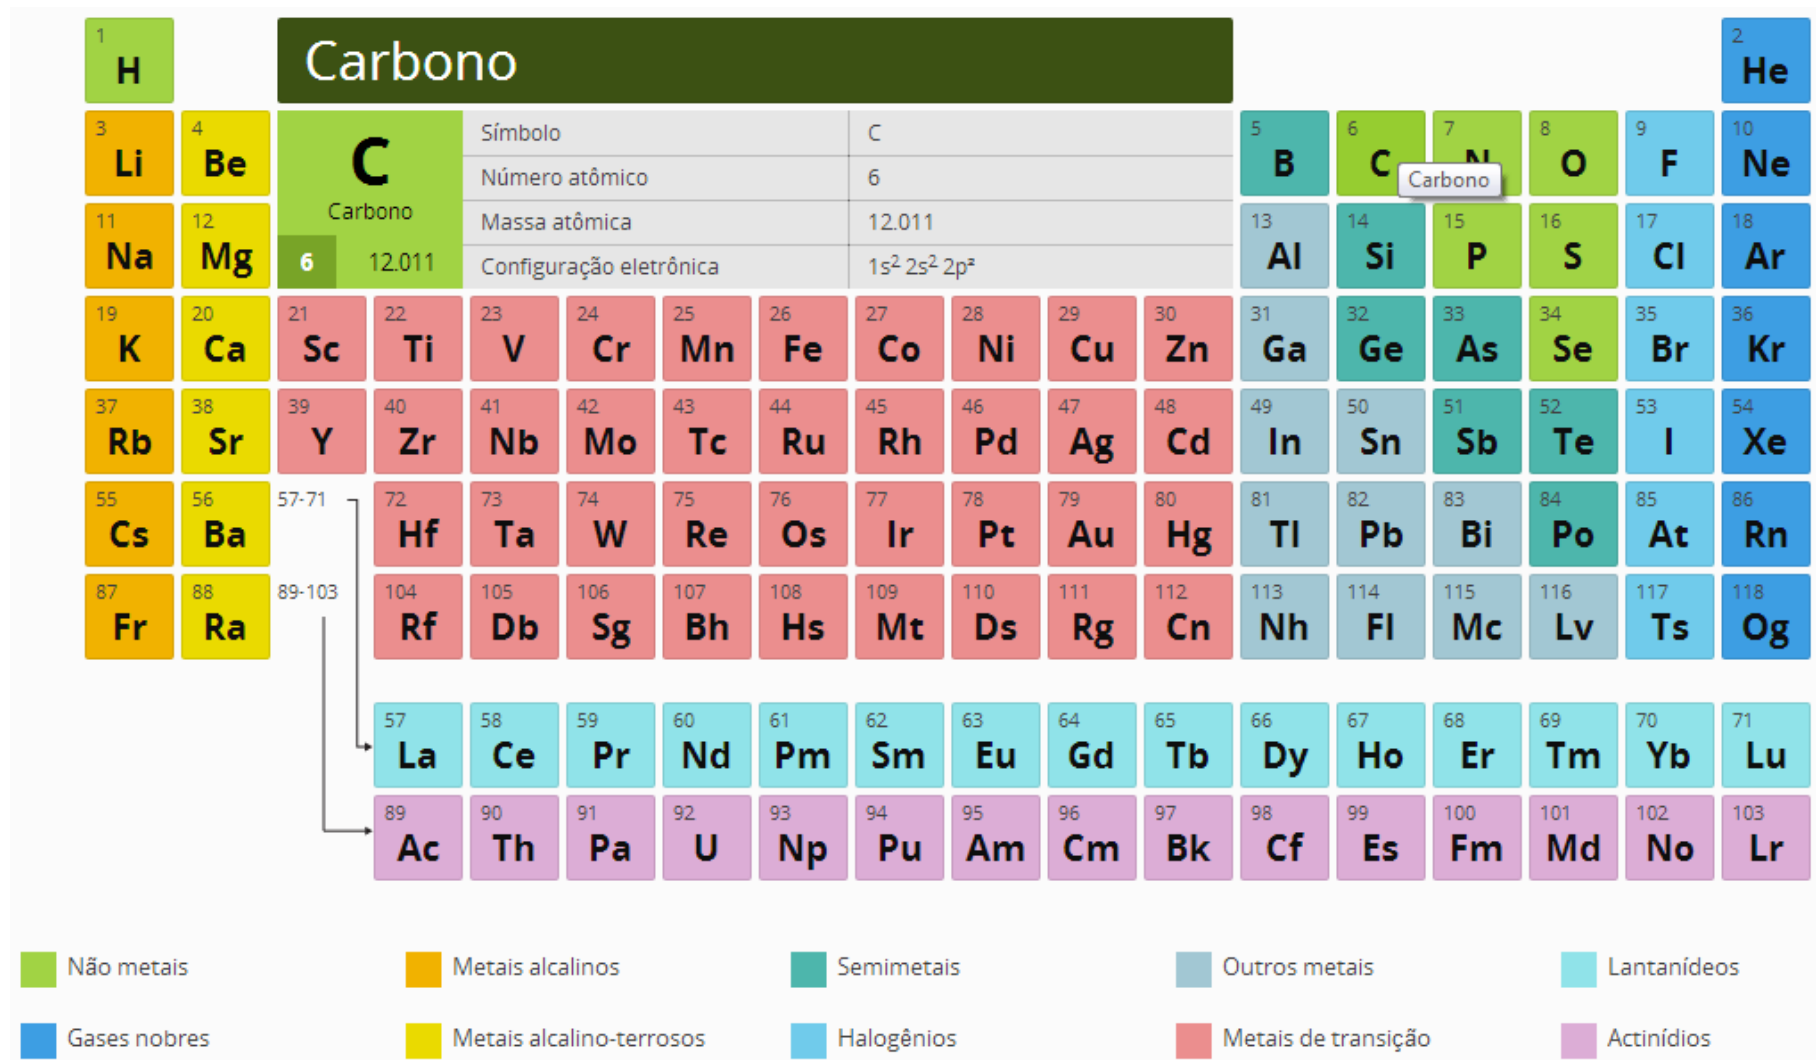 1
H
Carbono
2
He
3
Li
4
Be
C
Carbono
6 12.011
Símbolo C
Número atômico 6
Massa atômica 12.011
Configuração eletrônica 1s² 2s² 2p²
5
B
6
C
Carbono
7
N
8
O
9
F
10
Ne
11
Na
12
Mg
13
Al
14
Si
15
P
16
S
17
Cl
18
Ar
19
K
20
Ca
21
Sc
22
Ti
23
V
24
Cr
25
Mn
26
Fe
27
Co
28
Ni
29
Cu
30
Zn
31
Ga
32
Ge
33
As
34
Se
35
Br
36
Kr
37
Rb
38
Sr
39
Y
40
Zr
41
Nb
42
Mo
43
Tc
44
Ru
45
Rh
46
Pd
47
Ag
48
Cd
49
In
50
Sn
51
Sb
52
Te
53
I
54
Xe
55
Cs
56
Ba
57-71
72
Hf
73
Ta
74
W
75
Re
76
Os
77
Ir
78
Pt
79
Au
80
Hg
81
Tl
82
Pb
83
Bi
84
Po
85
At
86
Rn
87
Fr
88
Ra
89-103
104
Rf
105
Db
106
Sg
107
Bh
108
Hs
109
Mt
110
Ds
111
Rg
112
Cn
113
Nh
114
Fl
115
Mc
116
Lv
117
Ts
118
Og
57
La
58
Ce
59
Pr
60
Nd
61
Pm
62
Sm
63
Eu
64
Gd
65
Tb
66
Dy
67
Ho
68
Er
69
Tm
70
Yb
71
Lu
89
Ac
90
Th
91
Pa
92
U
93
Np
94
Pu
95
Am
96
Cm
97
Bk
98
Cf
99
Es
100
Fm
101
Md
102
No
103
Lr
Não metais
Metais alcalinos
Semimetais
Outros metais
Lantanídeos
Gases nobres
Metais alcalino-terrosos
Halogênios
Metais de transição
Actinídios